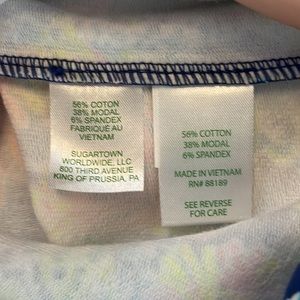 56% COTTON
38% MODAL
6% SPANDEX
FABRIQUÉ AU
VIETNAM
SUGARTOWN
WORLDWIDE, LLC
800 THIRD AVENUE
KING OF PRUSSIA, PA
56% COTTON
38% MODAL
6% SPANDEX
MADE IN VIETNAM
RN# 88189
SEE REVERSE
FOR CARE